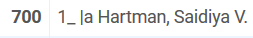 700 1_ |a Hartman, Saidiya V.